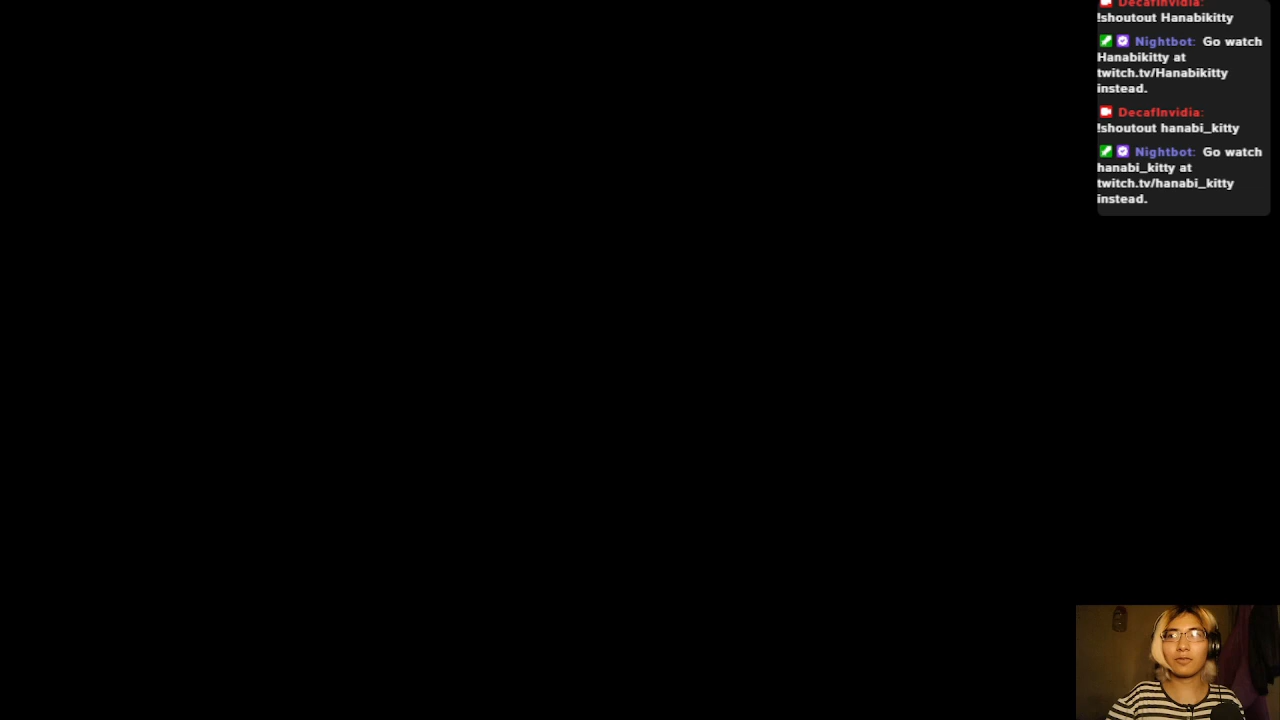 DecafInvidia:
!shoutout Hanabikitty
Nightbot: Go watch
Hanabikitty at
twitch.tv/Hanabikitty
instead.
DecafInvidia:
!shoutout hanabi_kitty
Nightbot: Go watch
hanabi_kitty at
twitch.tv/hanabi_kitty
instead.